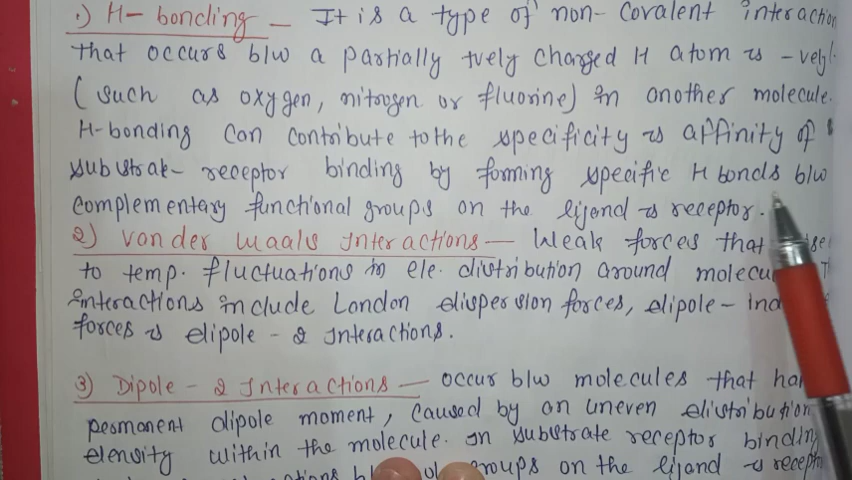 1) H- bonding - It is a type of non- covalent interaction
that occurs b/w a partially +vely charged H atom & -vely
(such as oxygen, nitrogen or fluorine) in another molecule.
H-bonding can contribute to the specificity & affinity of
substrate- receptor binding by forming specific H bonds b/w
complementary functional groups on the ligand & receptor.
2) Vander Waals Interactions - Weak forces that
to temp. fluctuations in ele. distribution around
interactions include London dispersion forces, dipole -
forces & dipole - 2 Interactions.
3) Dipole - 2 Interactions - occur b/w molecules that
permanent dipole moment, caused by an uneven distribution
density within the molecule. In substrate receptor binding
groups on the ligand & receptor